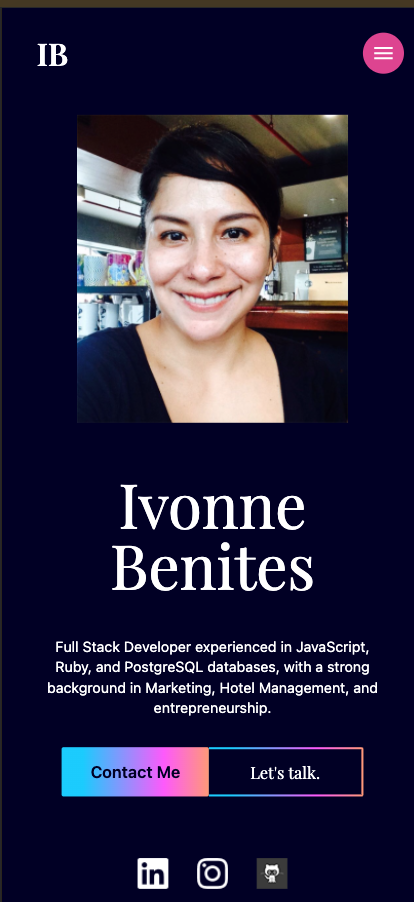 IB
Ivonne
Benites
Full Stack Developer experienced in JavaScript,
Ruby, and PostgreSQL databases, with a strong
background in Marketing, Hotel Management, and
entrepreneurship.
Contact Me
Let's talk.
in